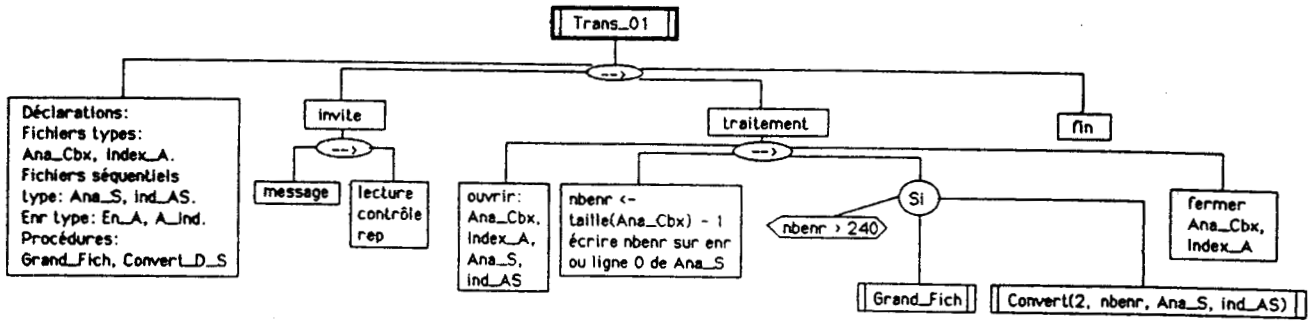 Trans_01
-->
Déclarations:
Fichiers types:
Ana_Cbx, Index_A.
Fichiers séquentiels
type: Ana_S, ind_AS.
Enr type: En_A, A_ind.
Procédures:
Grand_Fich, Convert_D_S
invite
-->
message
lecture
contrôle
rep
traitement
-->
ouvrir:
Ana_Cbx,
Index_A,
Ana_S,
ind_AS
nbenr <-
taille(Ana_Cbx) - 1
écrire nbenr sur enr
ou ligne 0 de Ana_S
Si
nbenr > 240
Grand_Fich
Convert(2, nbenr, Ana_S, ind_AS)
fermer
Ana_Cbx,
Index_A
fin